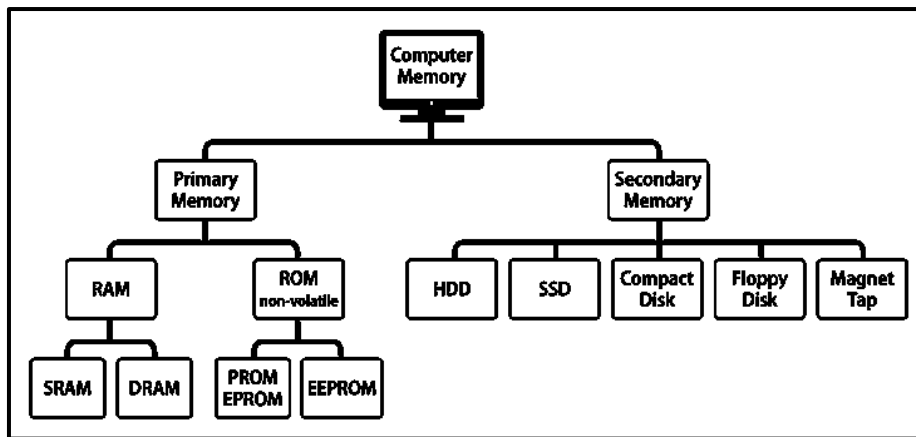 Computer
Memory
Primary
Memory
Secondary
Memory
RAM
ROM
non-volatile
HDD
SSD
Compact
Disk
Floppy
Disk
Magnet
Tap
SRAM
DRAM
PROM
EPROM
EEPROM